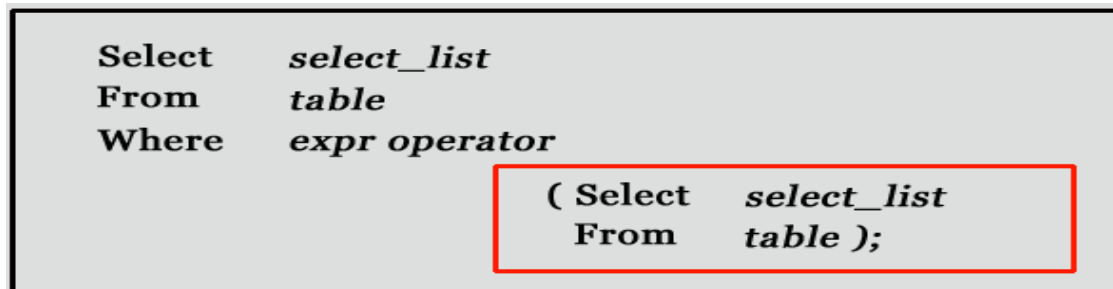 Select select_list
From table
Where expr operator
( Select select_list
From table );